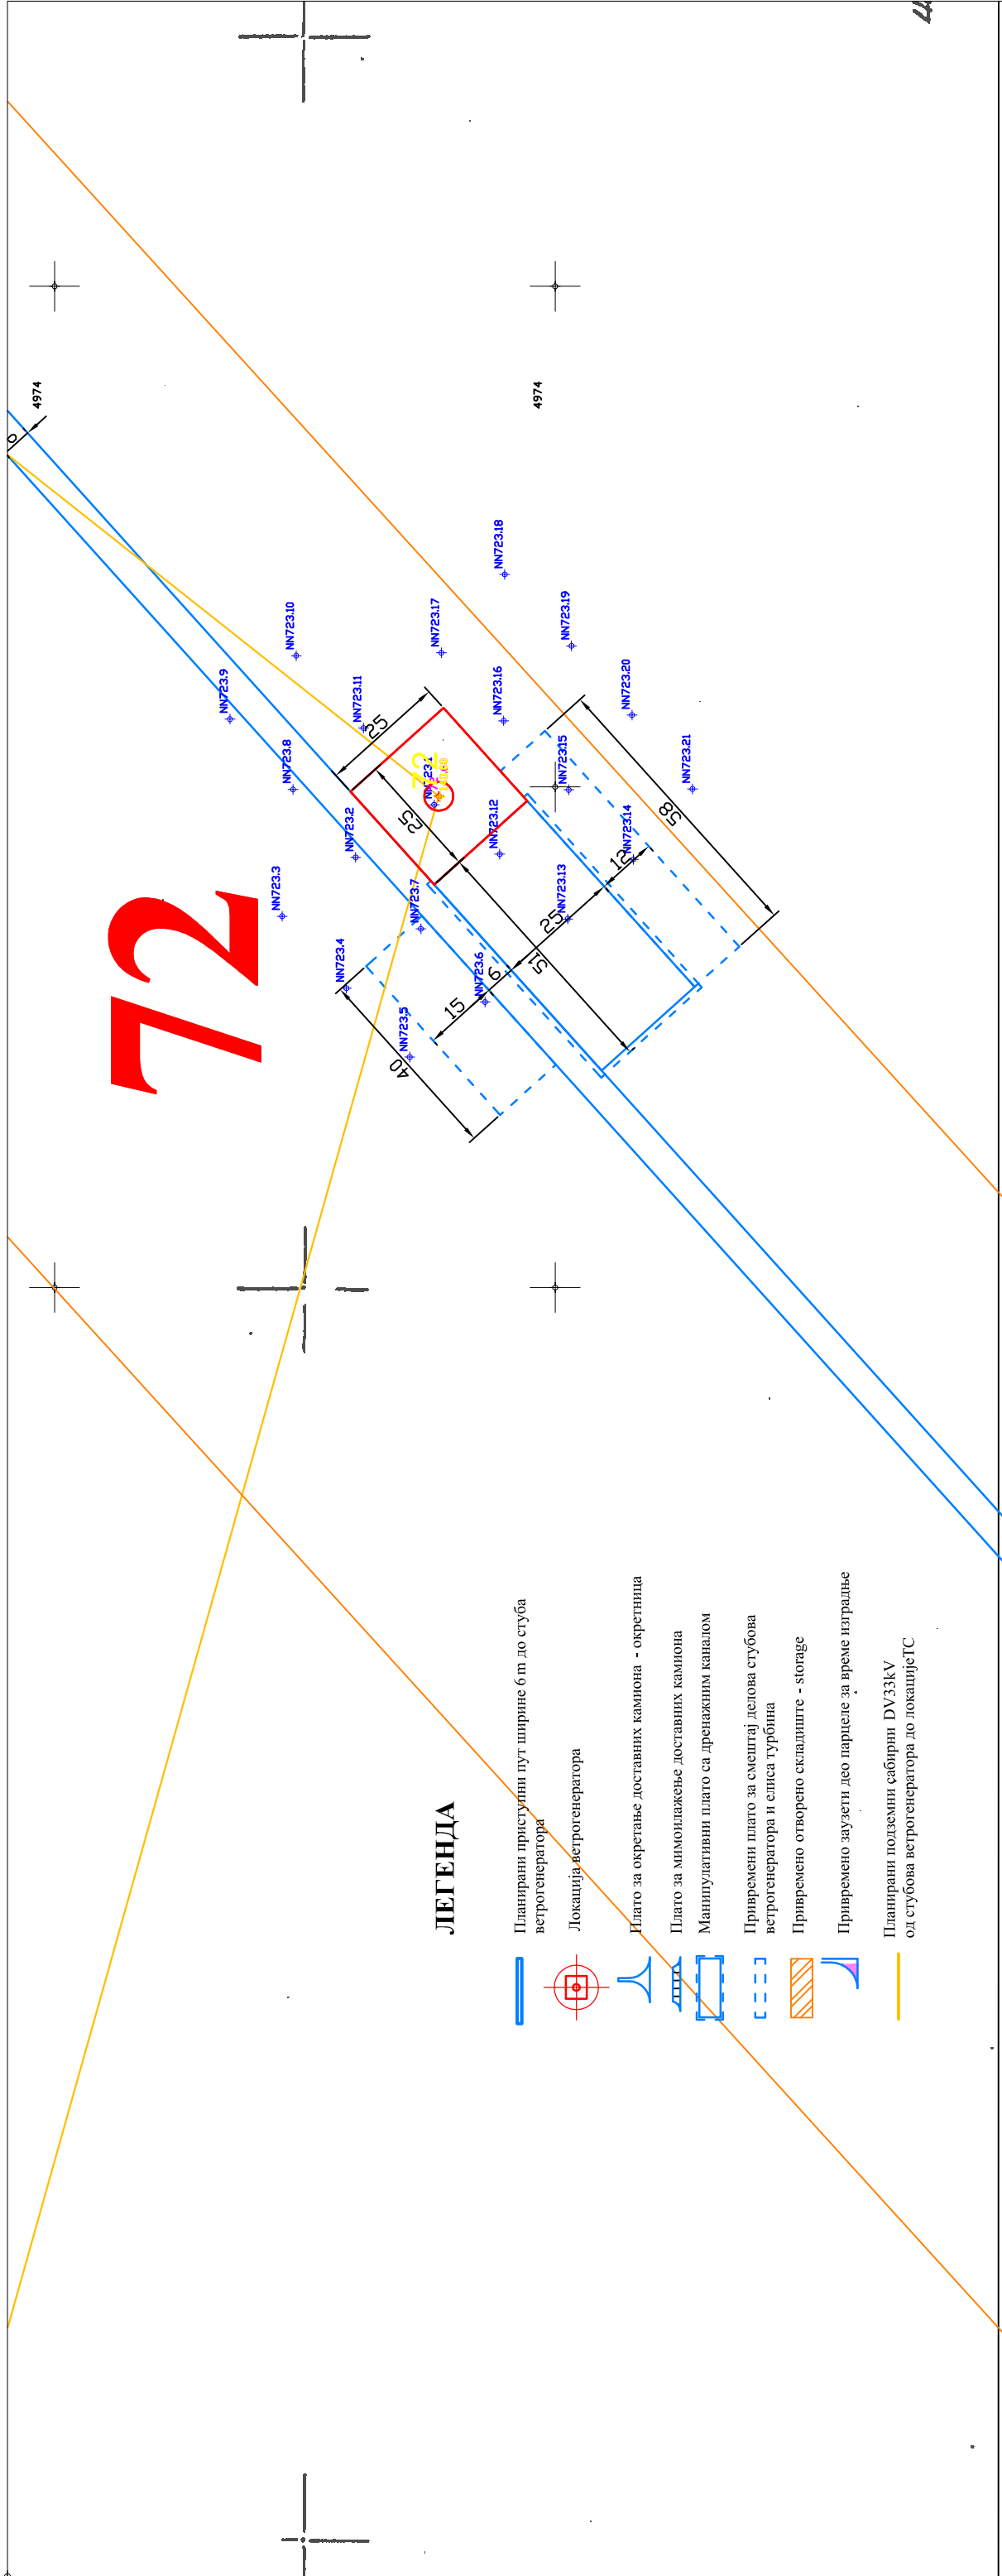 72
4974
4974
6
NN723.18
NN723.10
NN723.17
NN723.19
NN723.9
NN723.11
NN723.16
NN723.20
NN723.8
NN723.15
NN723.21
NN723.2
NN723.12
NN723.14
NN723.3
NN723.7
NN723.13
NN723.4
NN723.6
NN723.5
72
25
25
58
12
25
51
6
15
40
ЛЕГЕНДА
Планирани приступни пут ширине 6 m до стуба
ветрогенератора
Локација ветрогенератора
Плато за окретање доставних камиона - окретница
Плато за мимоилажење доставних камиона
Манипулативни плато са дренажним каналом
Привремени плато за смештај делова стубова
ветрогенератора и елиса турбина
Привремено отворено складиште - storage
Привремено заузети део парцеле за време изградње
Планирани подземни сабирни DV33kV
од стубова ветрогенератора до локацијеТС